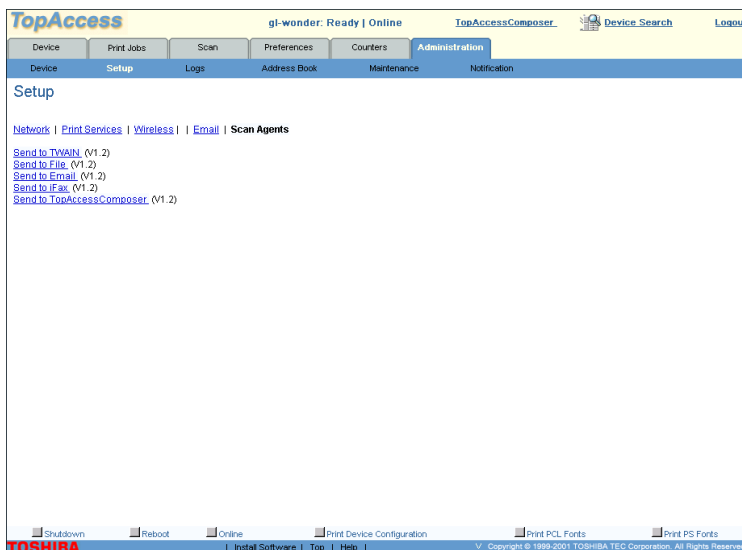 TopAccess gl-wonder: Ready | Online TopAccessComposer Device Search Logou
Device Print Jobs Scan Preferences Counters Administration
Device Setup Logs Address Book Maintenance Notification
Setup
Network | Print Services | Wireless | | Email | Scan Agents
Send to TWAIN (V1.2)
Send to File (V1.2)
Send to Email (V1.2)
Send to iFax (V1.2)
Send to TopAccessComposer (V1.2)
Shutdown Reboot Online Print Device Configuration Print PCL Fonts Print PS Fonts
TOSHIBA | Install Software | Top | Help | V Copyright © 1999-2001 TOSHIBA TEC Corporation. All Rights Reserve